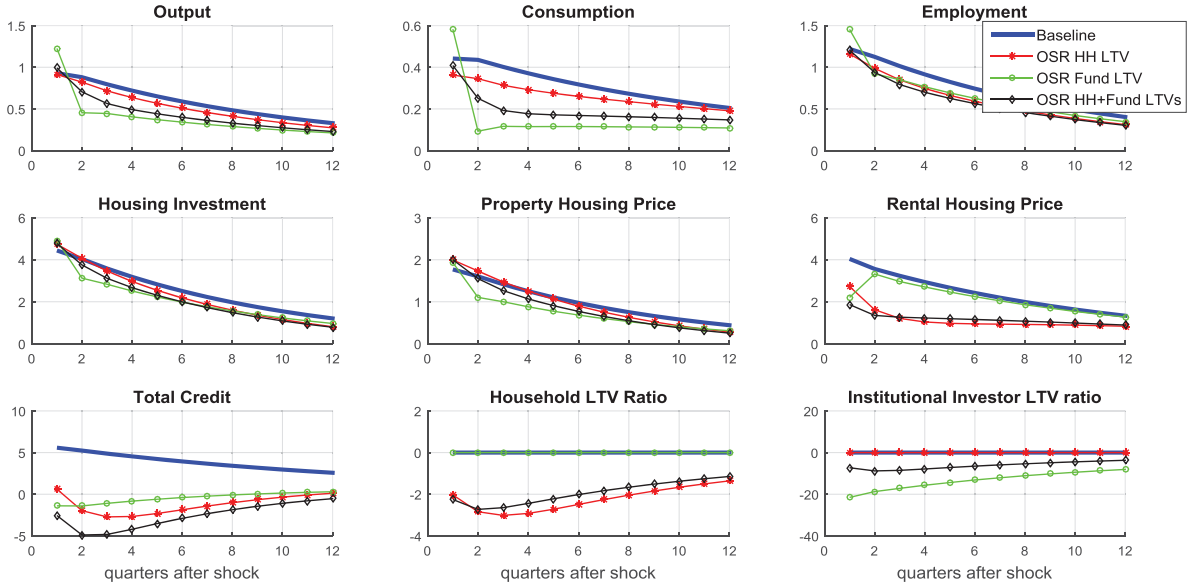 Output
Consumption
Employment
1.5
1
0.5
0
0 2 4 6 8 10 12
0.6
0.4
0.2
0
0 2 4 6 8 10 12
1.5
1
0.5
0
0 2 4 6 8 10 12
Baseline
OSR HH LTV
OSR Fund LTV
OSR HH+Fund LTVs
Housing Investment
Property Housing Price
Rental Housing Price
6
4
2
0
0 2 4 6 8 10 12
3
2
1
0
0 2 4 6 8 10 12
6
4
2
0
0 2 4 6 8 10 12
Total Credit
Household LTV Ratio
Institutional Investor LTV ratio
10
5
0
-5
0 2 4 6 8 10 12
quarters after shock
2
0
-2
-4
0 2 4 6 8 10 12
quarters after shock
20
0
-20
-40
0 2 4 6 8 10 12
quarters after shock